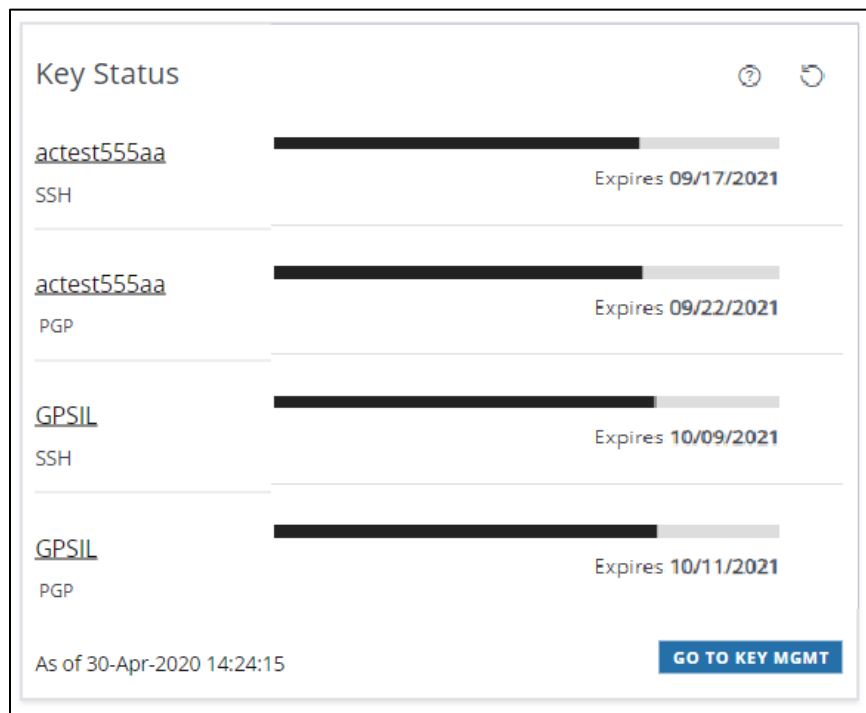 Key Status
actest555aa
SSH
Expires 09/17/2021
actest555aa
PGP
Expires 09/22/2021
GPSIL
SSH
Expires 10/09/2021
GPSIL
PGP
Expires 10/11/2021
As of 30-Apr-2020 14:24:15
GO TO KEY MGMT